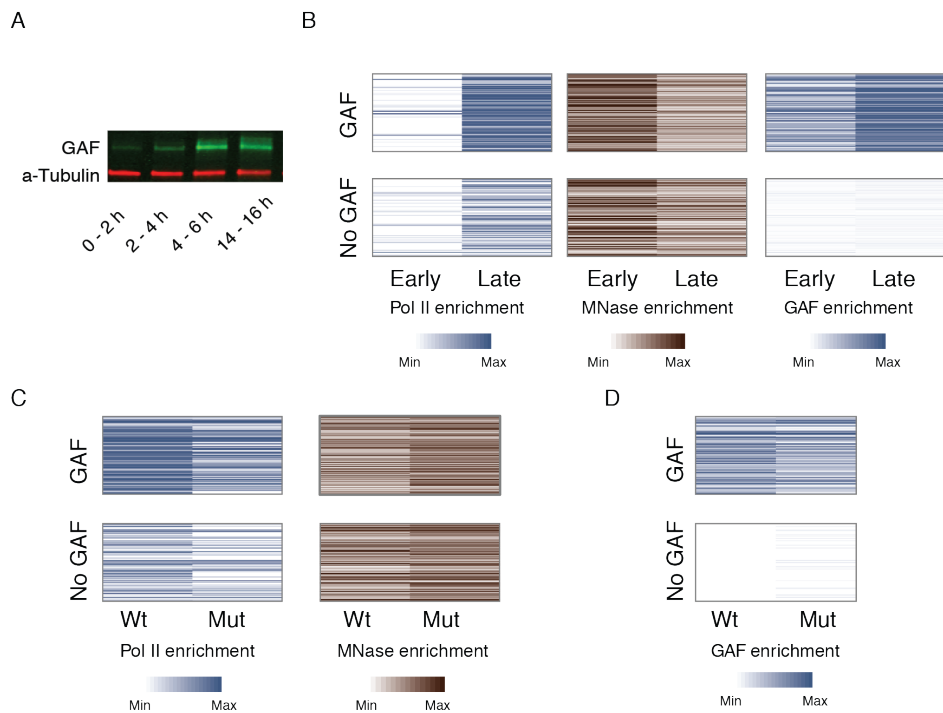 A
GAF
a-Tubulin
0 - 2 h
2 - 4 h
4 - 6 h
14 - 16 h
B
GAF
No GAF
Early Late
Early Late
Early Late
Pol II enrichment
MNase enrichment
GAF enrichment
Min Max
Min Max
Min Max
C
GAF
No GAF
Wt Mut
Wt Mut
Pol II enrichment
MNase enrichment
Min Max
Min Max
D
GAF
No GAF
Wt Mut
GAF enrichment
Min Max